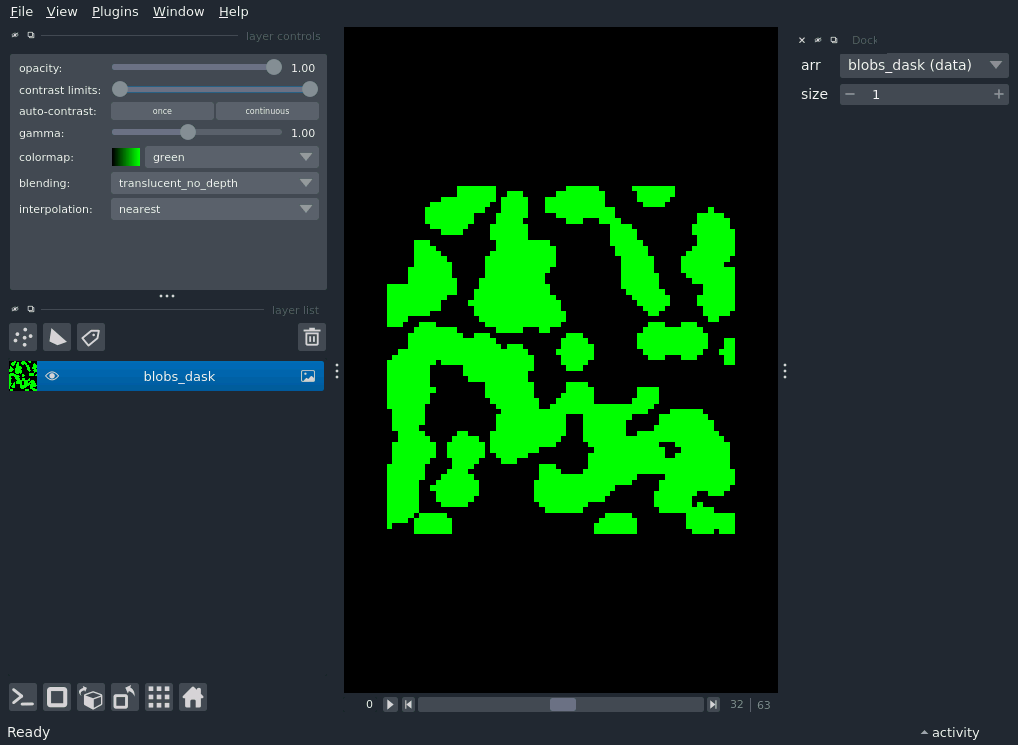 File View Plugins Window Help
layer controls
opacity: 1.00
contrast limits:
auto-contrast: once continuous
gamma: 1.00
colormap: green
blending: translucent_no_depth
interpolation: nearest
layer list
blobs_dask
Dock
arr blobs_dask (data)
size 1
0 32 63
Ready
activity